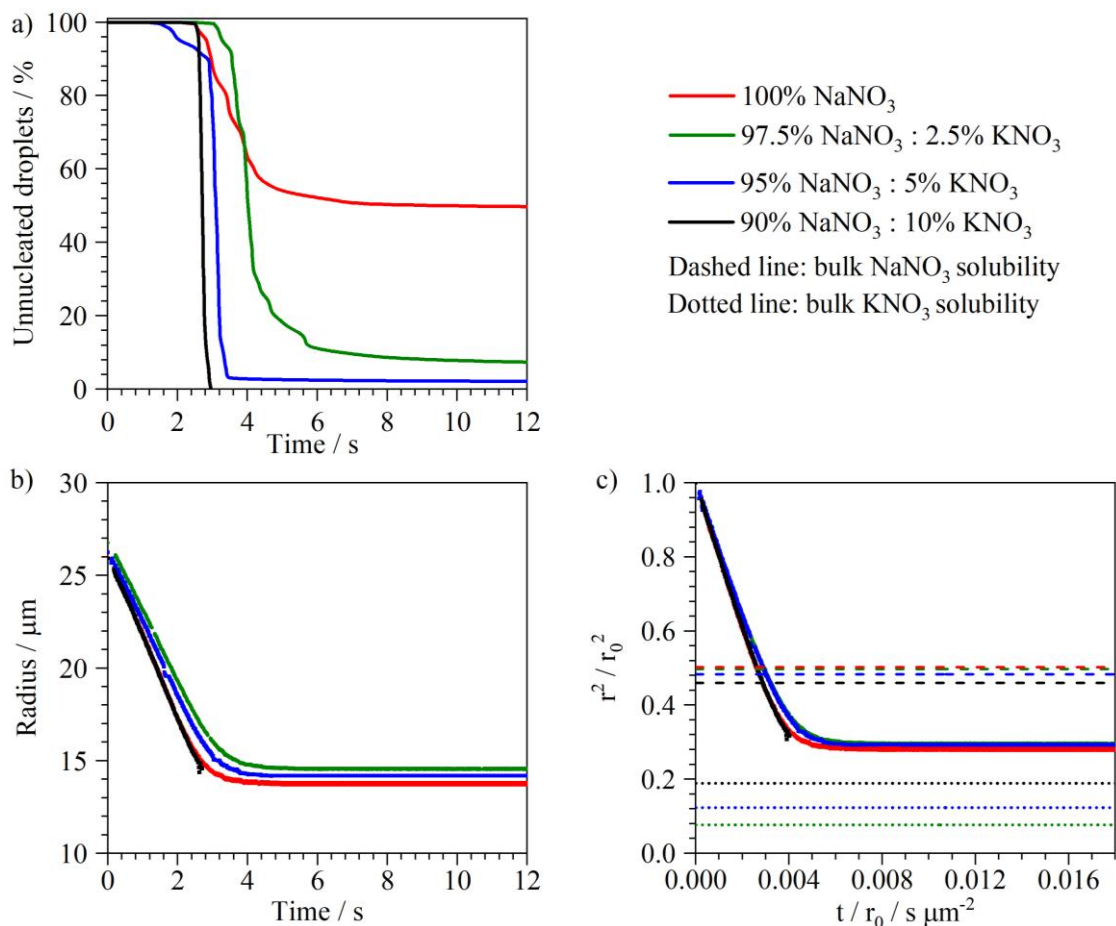 a)
100
80
60
40
20
0
Unnucleated droplets / %
0 2 4 6 8 10 12
Time / s
100% NaNO₃
97.5% NaNO₃ : 2.5% KNO₃
95% NaNO₃ : 5% KNO₃
90% NaNO₃ : 10% KNO₃
Dashed line: bulk NaNO₃ solubility
Dotted line: bulk KNO₃ solubility
b)
30
25
20
15
10
Radius / μm
0 2 4 6 8 10 12
Time / s
c)
1.0
0.8
0.6
0.4
0.2
0.0
r² / r₀²
0.000 0.004 0.008 0.012 0.016
t / r₀ / s μm⁻²